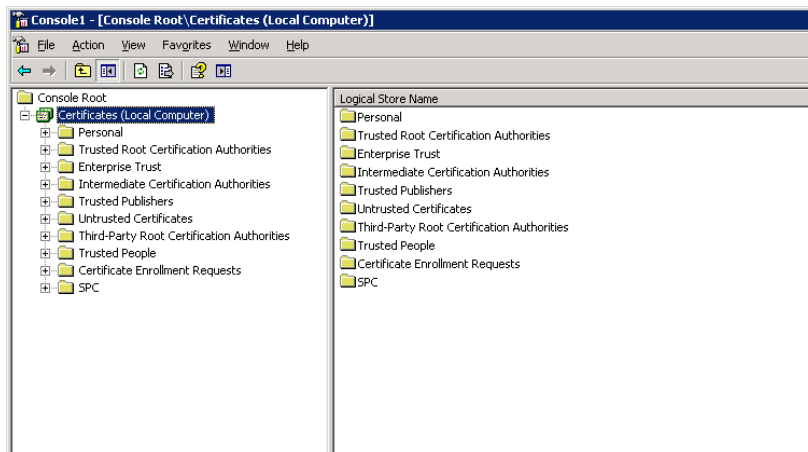 Console1 - [Console Root\Certificates (Local Computer)]
File Action View Favorites Window Help
Console Root
Certificates (Local Computer)
Personal
Trusted Root Certification Authorities
Enterprise Trust
Intermediate Certification Authorities
Trusted Publishers
Untrusted Certificates
Third-Party Root Certification Authorities
Trusted People
Certificate Enrollment Requests
SPC
Logical Store Name
Personal
Trusted Root Certification Authorities
Enterprise Trust
Intermediate Certification Authorities
Trusted Publishers
Untrusted Certificates
Third-Party Root Certification Authorities
Trusted People
Certificate Enrollment Requests
SPC